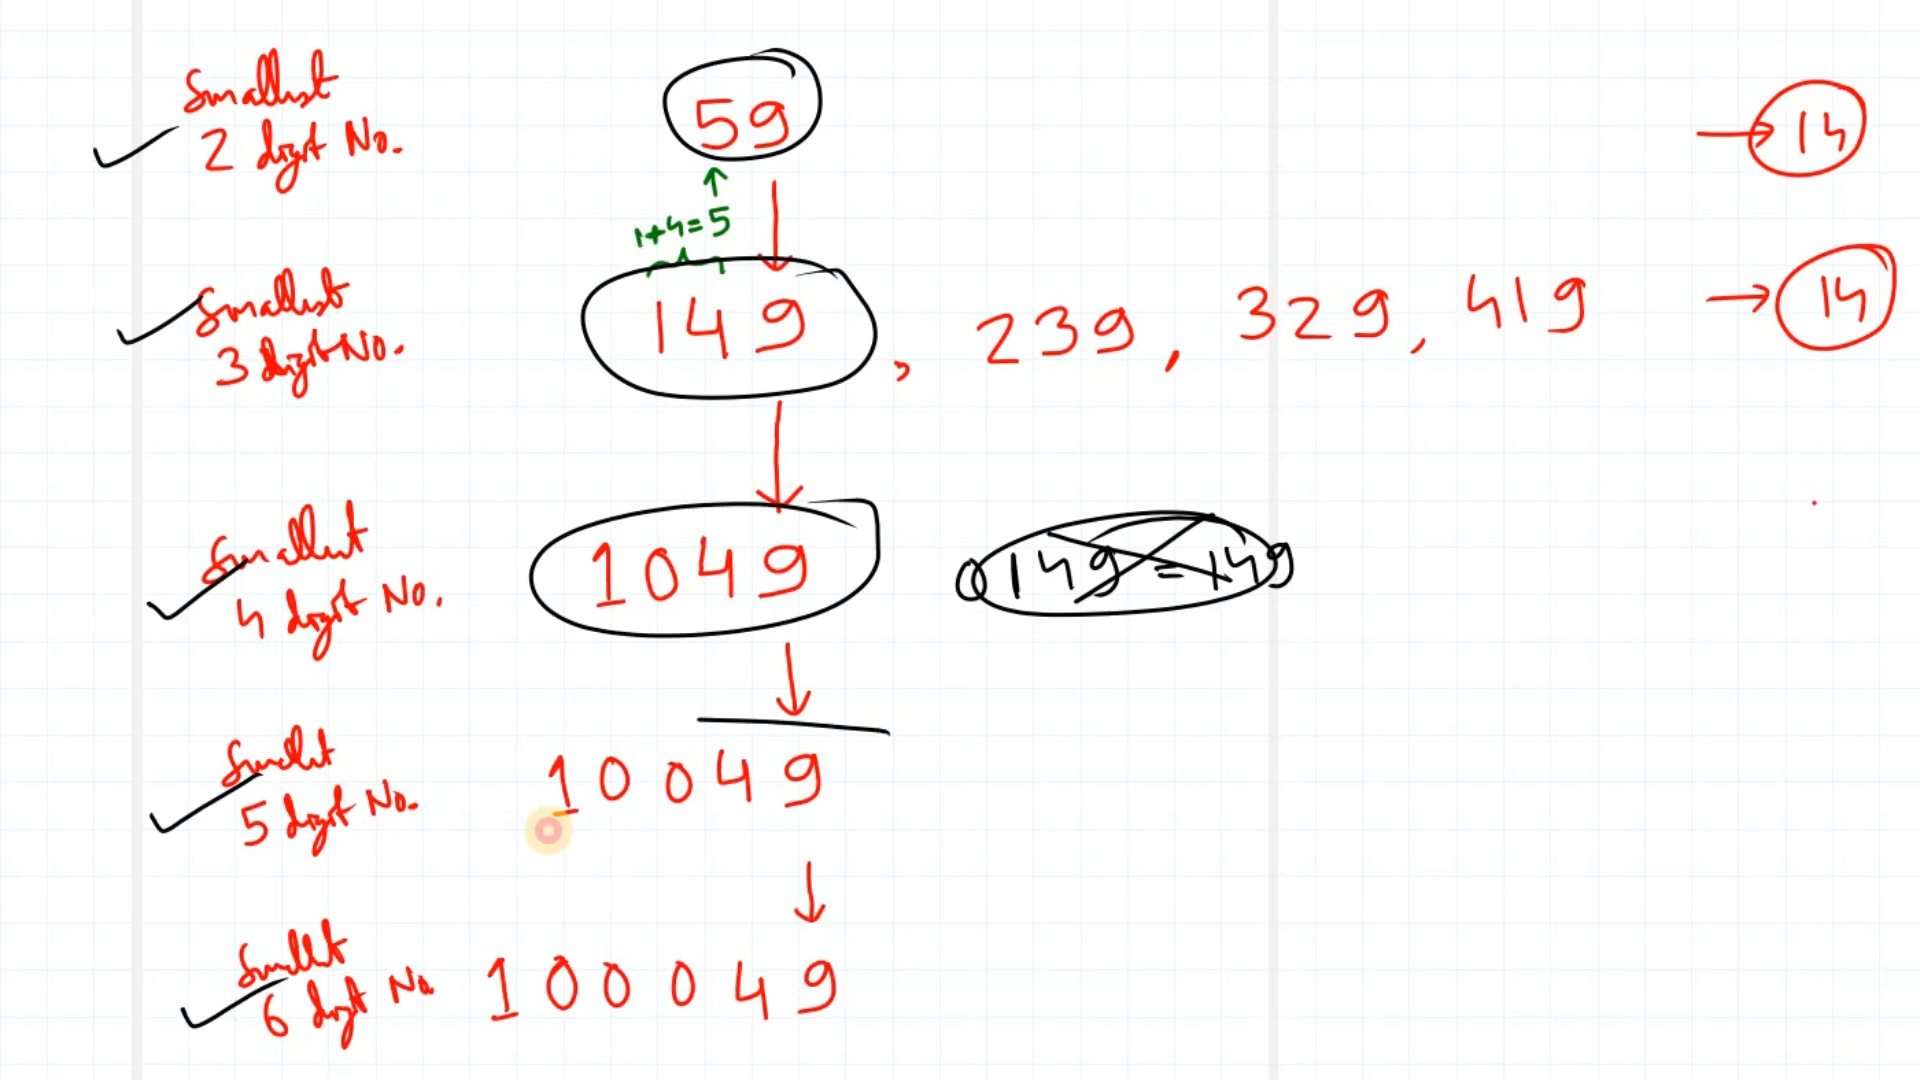 Smallest
2 digit No.
59
→ 14
1+4=5
Smallest
3 digit No.
149, 239, 329, 419
→ 14
Smallest
4 digit No.
1049
0149=149
Smallest
5 digit No.
10049
Smallest
6 digit No.
100049